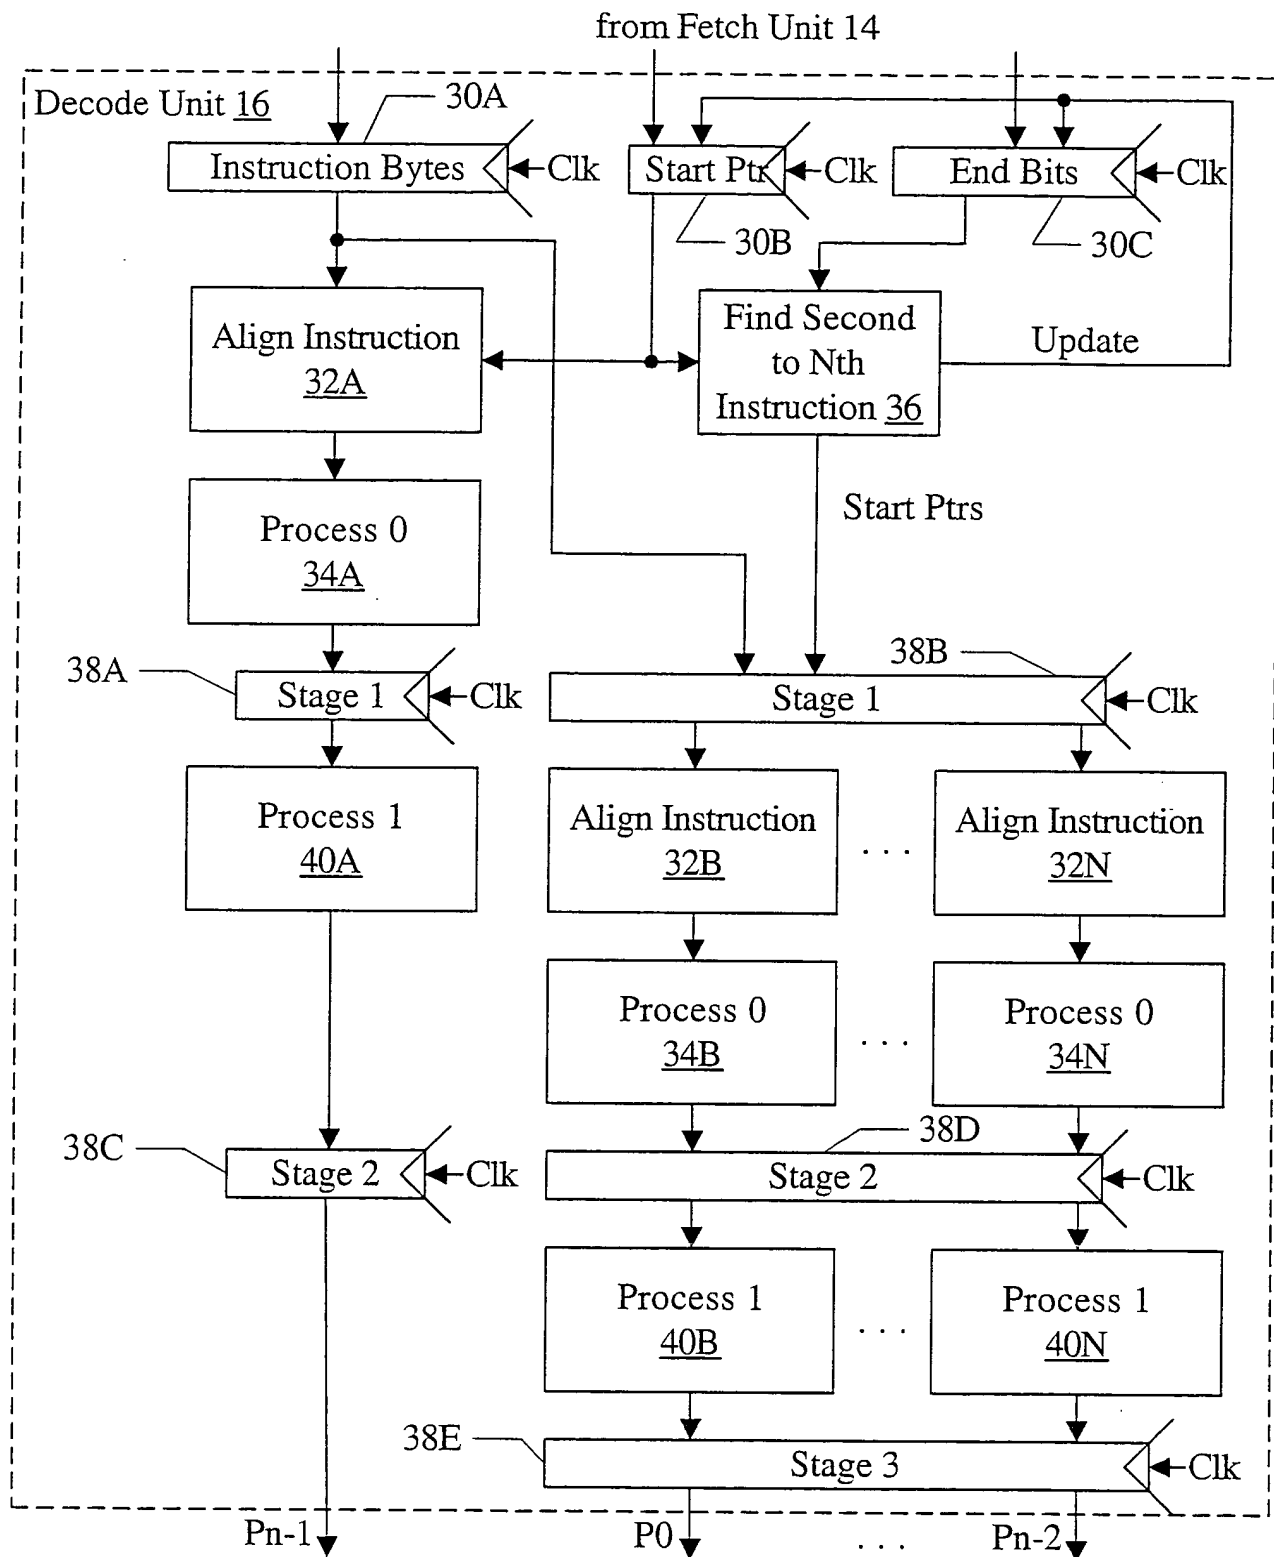 from Fetch Unit 14
Decode Unit 16
30A
Instruction Bytes
Clk
Start Ptr
Clk
End Bits
Clk
30B
30C
Align Instruction
32A
Find Second
to Nth
Instruction 36
Update
Process 0
34A
Start Ptrs
38A
Stage 1
Clk
38B
Stage 1
Clk
Process 1
40A
Align Instruction
32B
. . .
Align Instruction
32N
Process 0
34B
. . .
Process 0
34N
38C
Stage 2
Clk
38D
Stage 2
Clk
Process 1
40B
. . .
Process 1
40N
38E
Stage 3
Clk
Pn-1
P0
. . .
Pn-2